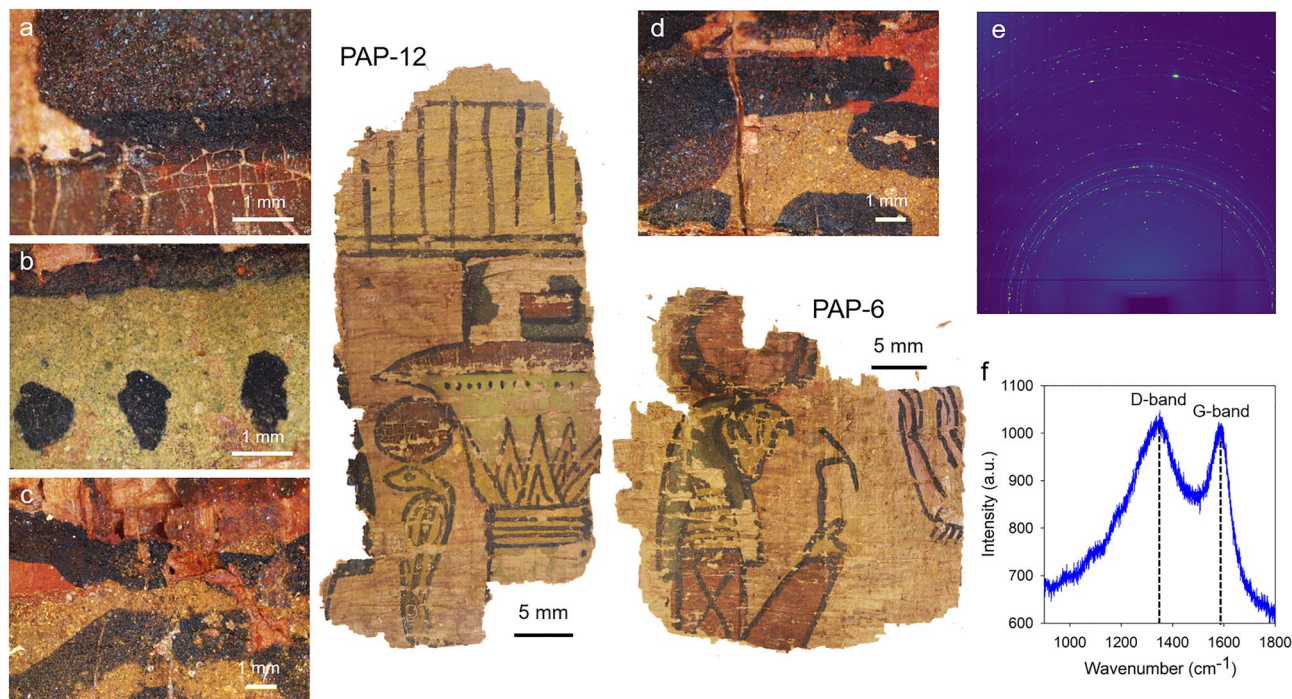 a
1 mm
b
1 mm
c
1 mm
PAP-12
5 mm
d
1 mm
PAP-6
5 mm
e
f
D-band
G-band
Intensity (a.u.)
1100
1000
900
800
700
600
1000 1200 1400 1600 1800
Wavenumber (cm⁻¹)